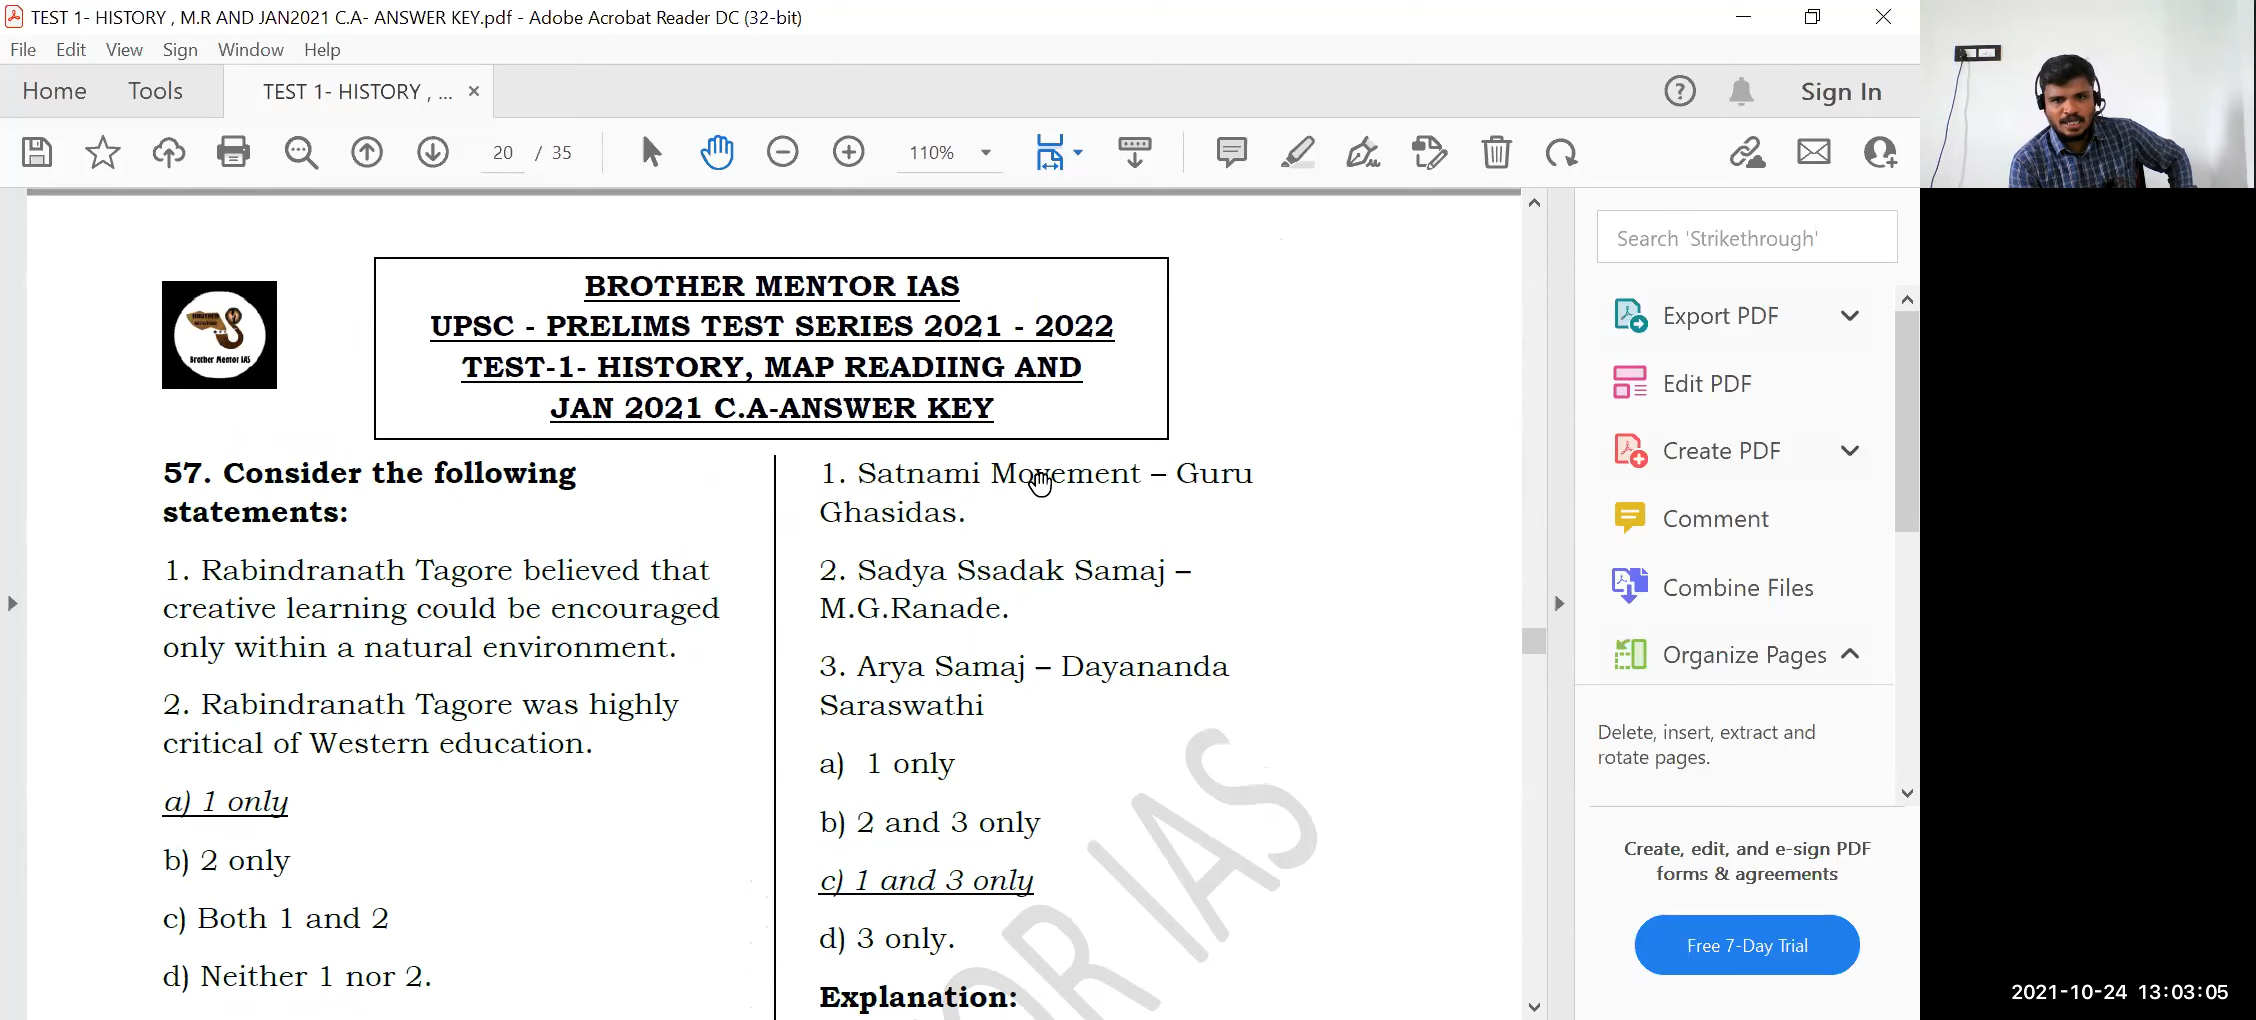 TEST 1- HISTORY , M.R AND JAN2021 C.A- ANSWER KEY.pdf - Adobe Acrobat Reader DC (32-bit)
File Edit View Sign Window Help
Home Tools TEST 1- HISTORY , ... × Sign In
20 / 35 110%
BROTHER MENTOR IAS
UPSC - PRELIMS TEST SERIES 2021 - 2022
TEST-1- HISTORY, MAP READIING AND
JAN 2021 C.A-ANSWER KEY
Brother Mentor IAS
57. Consider the following
statements:
1. Rabindranath Tagore believed that
creative learning could be encouraged
only within a natural environment.
2. Rabindranath Tagore was highly
critical of Western education.
a) 1 only
b) 2 only
c) Both 1 and 2
d) Neither 1 nor 2.
1. Satnami Movement – Guru
Ghasidas.
2. Sadya Ssadak Samaj –
M.G.Ranade.
3. Arya Samaj – Dayananda
Saraswathi
a) 1 only
b) 2 and 3 only
c) 1 and 3 only
d) 3 only.
Explanation:
OR IAS
Search 'Strikethrough'
Export PDF
Edit PDF
Create PDF
Comment
Combine Files
Organize Pages
Delete, insert, extract and
rotate pages.
Create, edit, and e-sign PDF
forms & agreements
Free 7-Day Trial
2021-10-24 13:03:05